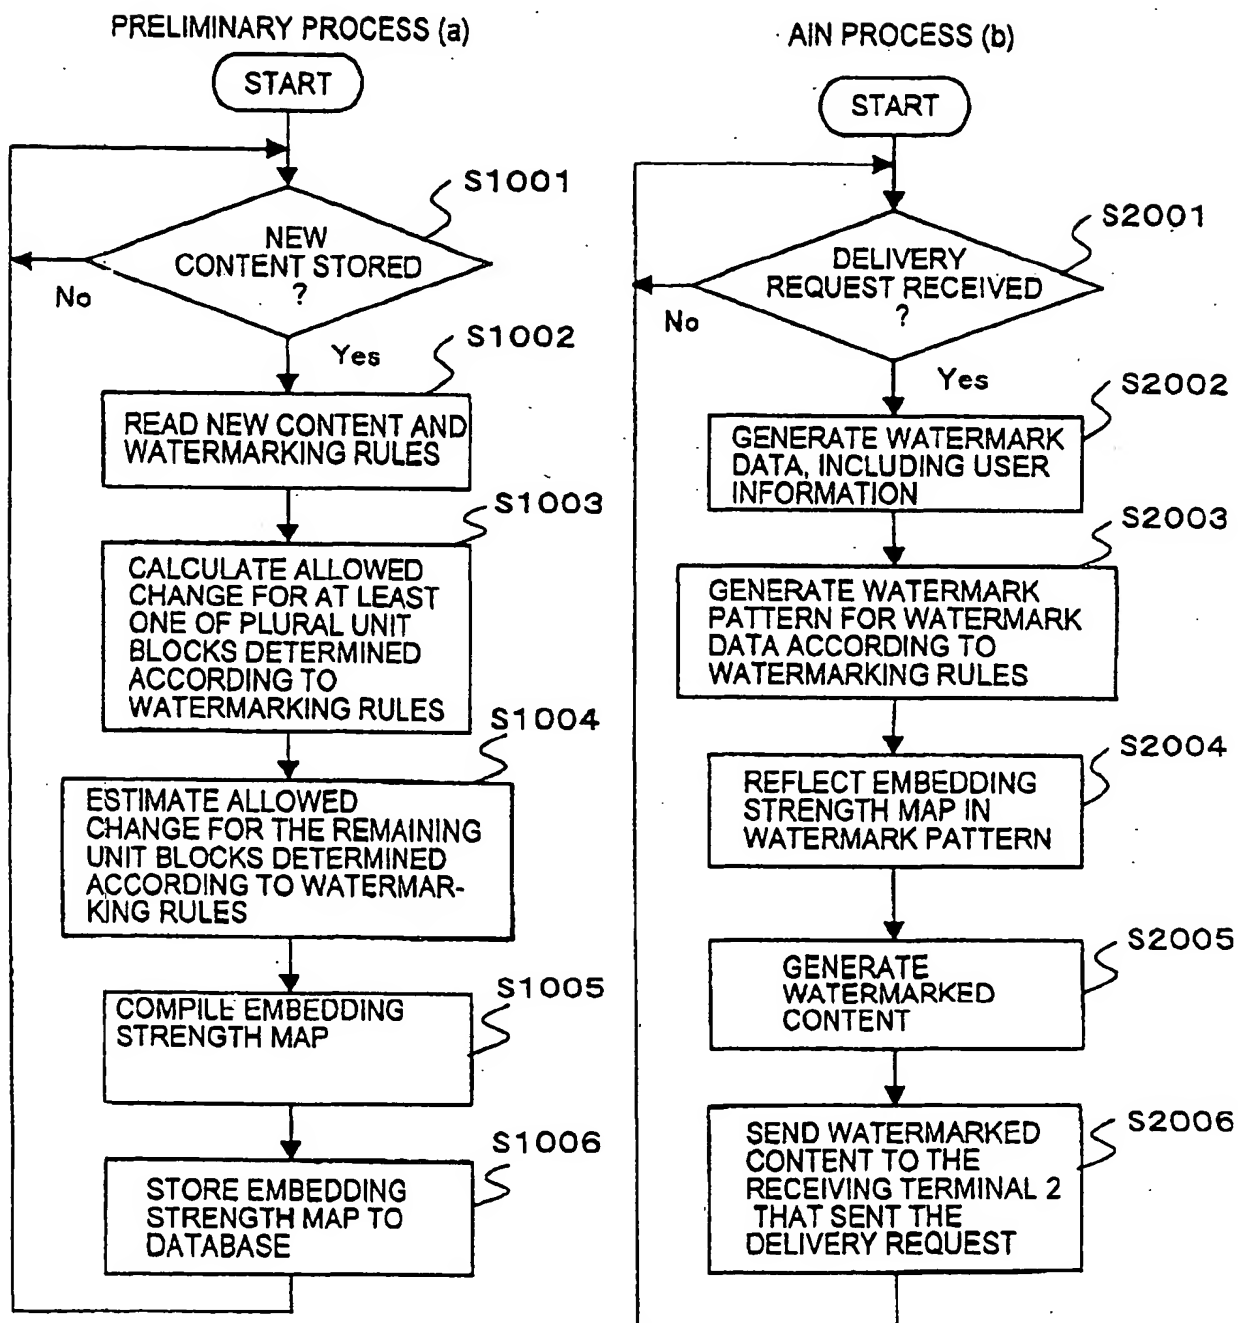 PRELIMINARY PROCESS (a)
START
S1001
NEW
CONTENT STORED
?
No
Yes
S1002
READ NEW CONTENT AND
WATERMARKING RULES
S1003
CALCULATE ALLOWED
CHANGE FOR AT LEAST
ONE OF PLURAL UNIT
BLOCKS DETERMINED
ACCORDING TO
WATERMARKING RULES
S1004
ESTIMATE ALLOWED
CHANGE FOR THE REMAINING
UNIT BLOCKS DETERMINED
ACCORDING TO WATERMAR-
KING RULES
S1005
COMPILE EMBEDDING
STRENGTH MAP
S1006
STORE EMBEDDING
STRENGTH MAP TO
DATABASE
AIN PROCESS (b)
START
S2001
DELIVERY
REQUEST RECEIVED
?
No
Yes
S2002
GENERATE WATERMARK
DATA, INCLUDING USER
INFORMATION
S2003
GENERATE WATERMARK
PATTERN FOR WATERMARK
DATA ACCORDING TO
WATERMARKING RULES
S2004
REFLECT EMBEDDING
STRENGTH MAP IN
WATERMARK PATTERN
S2005
GENERATE
WATERMARKED
CONTENT
S2006
SEND WATERMARKED
CONTENT TO THE
RECEIVING TERMINAL 2
THAT SENT THE
DELIVERY REQUEST